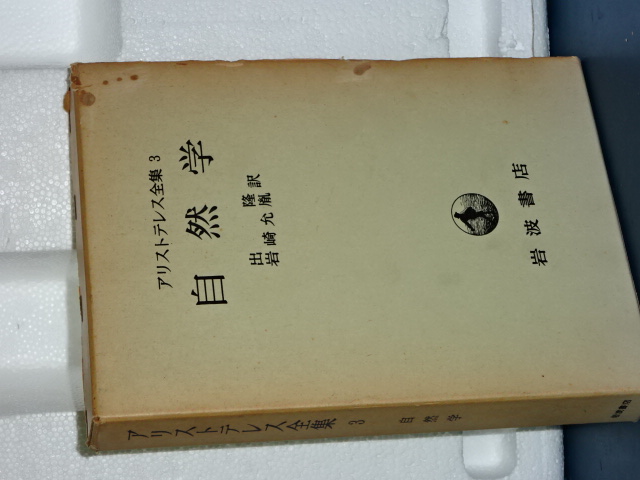 アリストテレス全集 3
自然学
出 隆
岩崎允胤 訳
岩波書店
アリストテレス全集 3 自然学